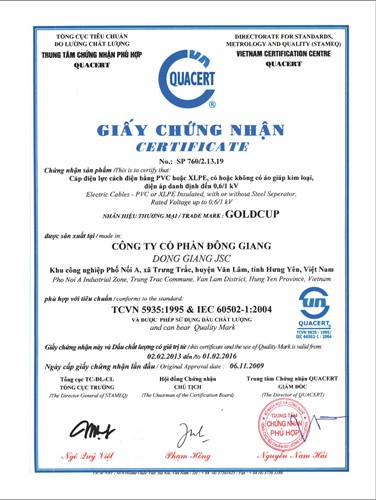 TỔNG CỤC TIÊU CHUẨN
ĐO LƯỜNG CHẤT LƯỢNG
TRUNG TÂM CHỨNG NHẬN PHÙ HỢP
QUACERT
DIRECTORATE FOR STANDARDS,
METROLOGY AND QUALITY (STAMEQ)
VIETNAM CERTIFICATION CENTRE
QUACERT
QUACERT
GIẤY CHỨNG NHẬN
CERTIFICATE
No.: SP 760/2.13.19
Chứng nhận sản phẩm /This is to certify that:
Cáp điện lực cách điện bằng PVC hoặc XLPE, có hoặc không có áo giáp kim loại,
điện áp danh định đến 0,6/1 kV
Electric Cables - PVC or XLPE Insulated, with or without Steel Seperator,
Rated Voltage up to 0,6/1 kV
NHÃN HIỆU THƯƠNG MẠI / TRADE MARK : GOLDCUP
được sản xuất tại / made in:
CÔNG TY CỔ PHẦN ĐÔNG GIANG
DONG GIANG JSC
Khu công nghiệp Phố Nối A, xã Trưng Trắc, huyện Văn Lâm, tỉnh Hưng Yên, Việt Nam
Pho Noi A Industrial Zone, Trung Trac Commune, Van Lam District, Hung Yen Province, Vietnam
phù hợp với tiêu chuẩn / conforms to the standard:
TCVN 5935:1995 & IEC 60502-1:2004
VÀ ĐƯỢC PHÉP SỬ DỤNG DẤU CHẤT LƯỢNG
and can bear Quality Mark
QUACERT
TCVN 5935 : 1995
IEC 60502-1 : 2004
Giấy chứng nhận này và Dấu chất lượng có giá trị từ / this certificate and the use of Quality Mark is valid from:
02.02.2013 đến 01.02.2016
Ngày cấp giấy chứng nhận lần đầu / Original Approval date : 06.11.2009
Tổng cục TC-ĐL-CL
TỔNG CỤC TRƯỞNG
(The Director General of STAMEQ)
Hội đồng Chứng nhận
CHỦ TỊCH
(The Chairman of the Certification Board)
Trung tâm Chứng nhận QUACERT
GIÁM ĐỐC
(The Director of QUACERT)
TRUNG TÂM
CHỨNG NHẬN
PHÙ HỢP
Ngô Quý Việt
Phạm Hồng
Nguyễn Nam Hải